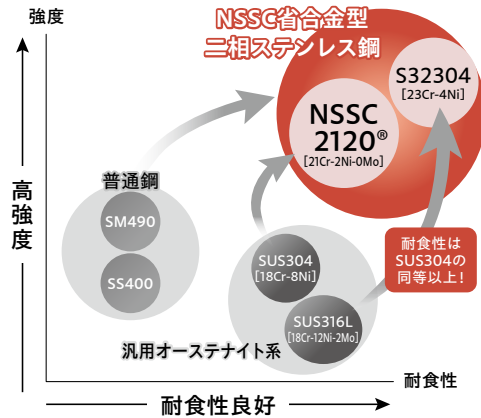 強度
NSSC省合金型
二相ステンレス鋼
S32304
[23Cr-4Ni]
NSSC
2120®
[21Cr-2Ni-0Mo]
高強度
普通鋼
SM490
SS400
SUS304
[18Cr-8Ni]
SUS316L
[18Cr-12Ni-2Mo]
耐食性は
SUS304の
同等以上!
汎用オーステナイト系
耐食性
耐食性良好